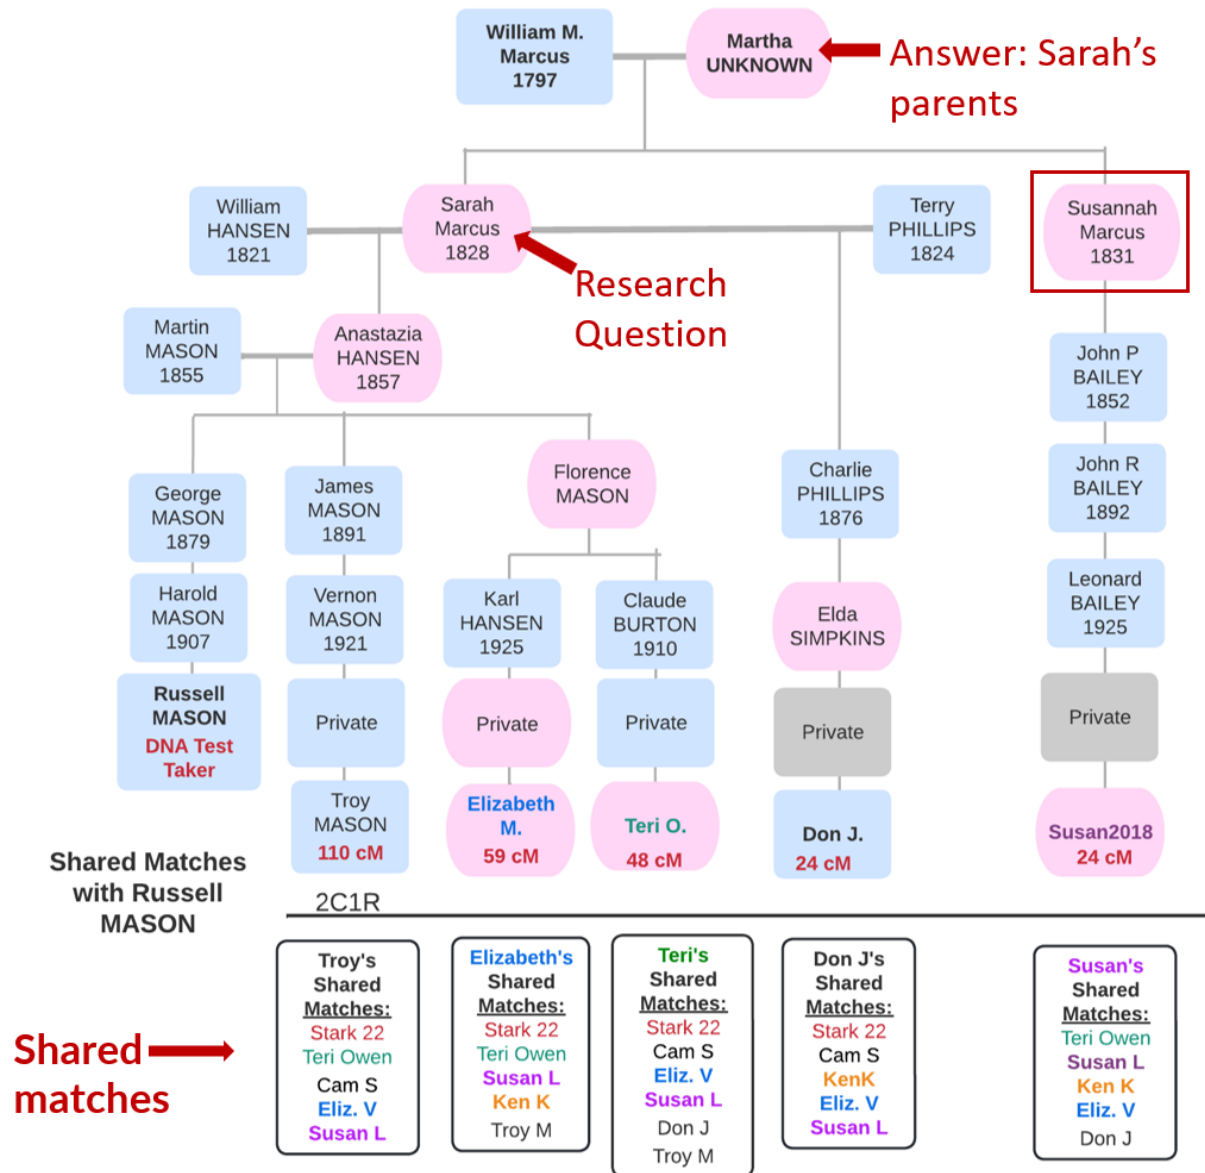 William M.
Marcus
1797
Martha
UNKNOWN
Answer: Sarah's
parents
William
HANSEN
1821
Sarah
Marcus
1828
Terry
PHILLIPS
1824
Susannah
Marcus
1831
Research
Question
Martin
MASON
1855
Anastazia
HANSEN
1857
John P
BAILEY
1852
George
MASON
1879
James
MASON
1891
Florence
MASON
Charlie
PHILLIPS
1876
John R
BAILEY
1892
Harold
MASON
1907
Vernon
MASON
1921
Karl
HANSEN
1925
Claude
BURTON
1910
Elda
SIMPKINS
Leonard
BAILEY
1925
Russell
MASON
DNA Test
Taker
Private
Private
Private
Private
Private
Troy
MASON
110 cM
Elizabeth
M.
59 cM
Teri O.
48 cM
Don J.
24 cM
Susan2018
24 cM
Shared Matches
with Russell
MASON
2C1R
Shared
matches
Troy's
Shared
Matches:
Stark 22
Teri Owen
Cam S
Eliz. V
Susan L
Elizabeth's
Shared
Matches:
Stark 22
Teri Owen
Susan L
Ken K
Troy M
Teri's
Shared
Matches:
Stark 22
Cam S
Eliz. V
Susan L
Don J
Troy M
Don J's
Shared
Matches:
Stark 22
Cam S
KenK
Eliz. V
Susan L
Susan's
Shared
Matches:
Teri Owen
Susan L
Ken K
Eliz. V
Don J